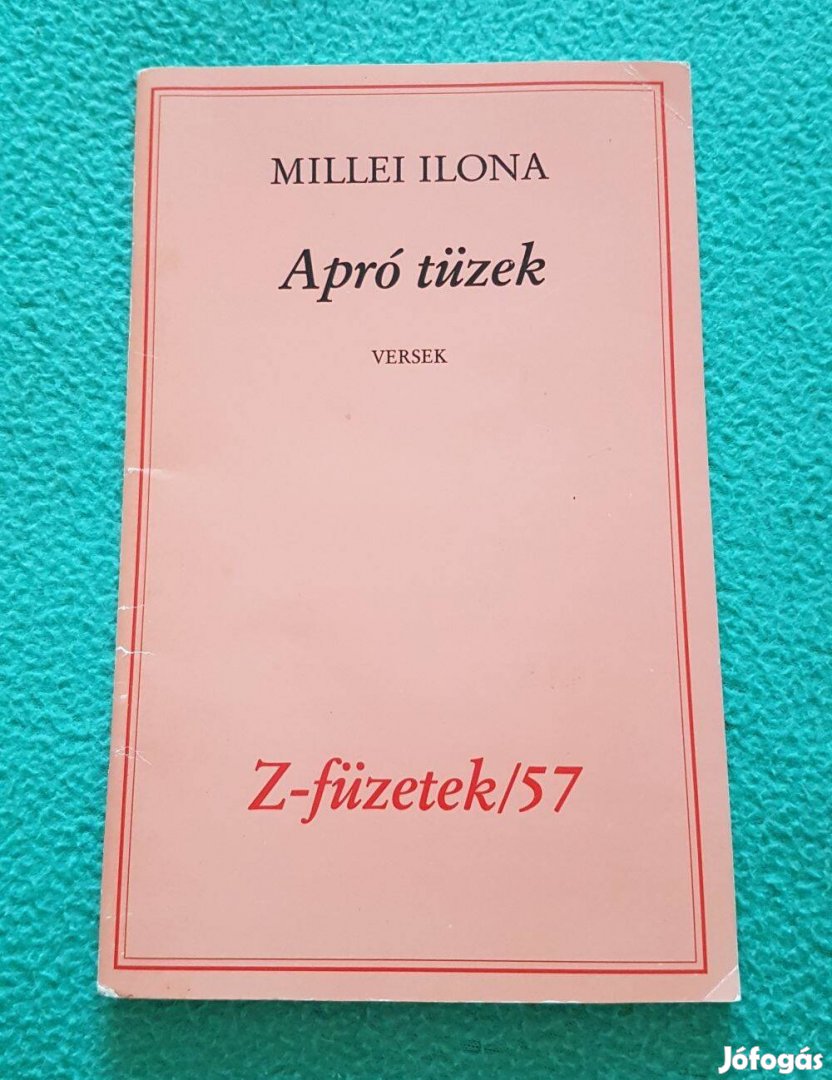 MILLEI ILONA
Apró tüzek
VERSEK
Z-füzetek/57
Jófogás